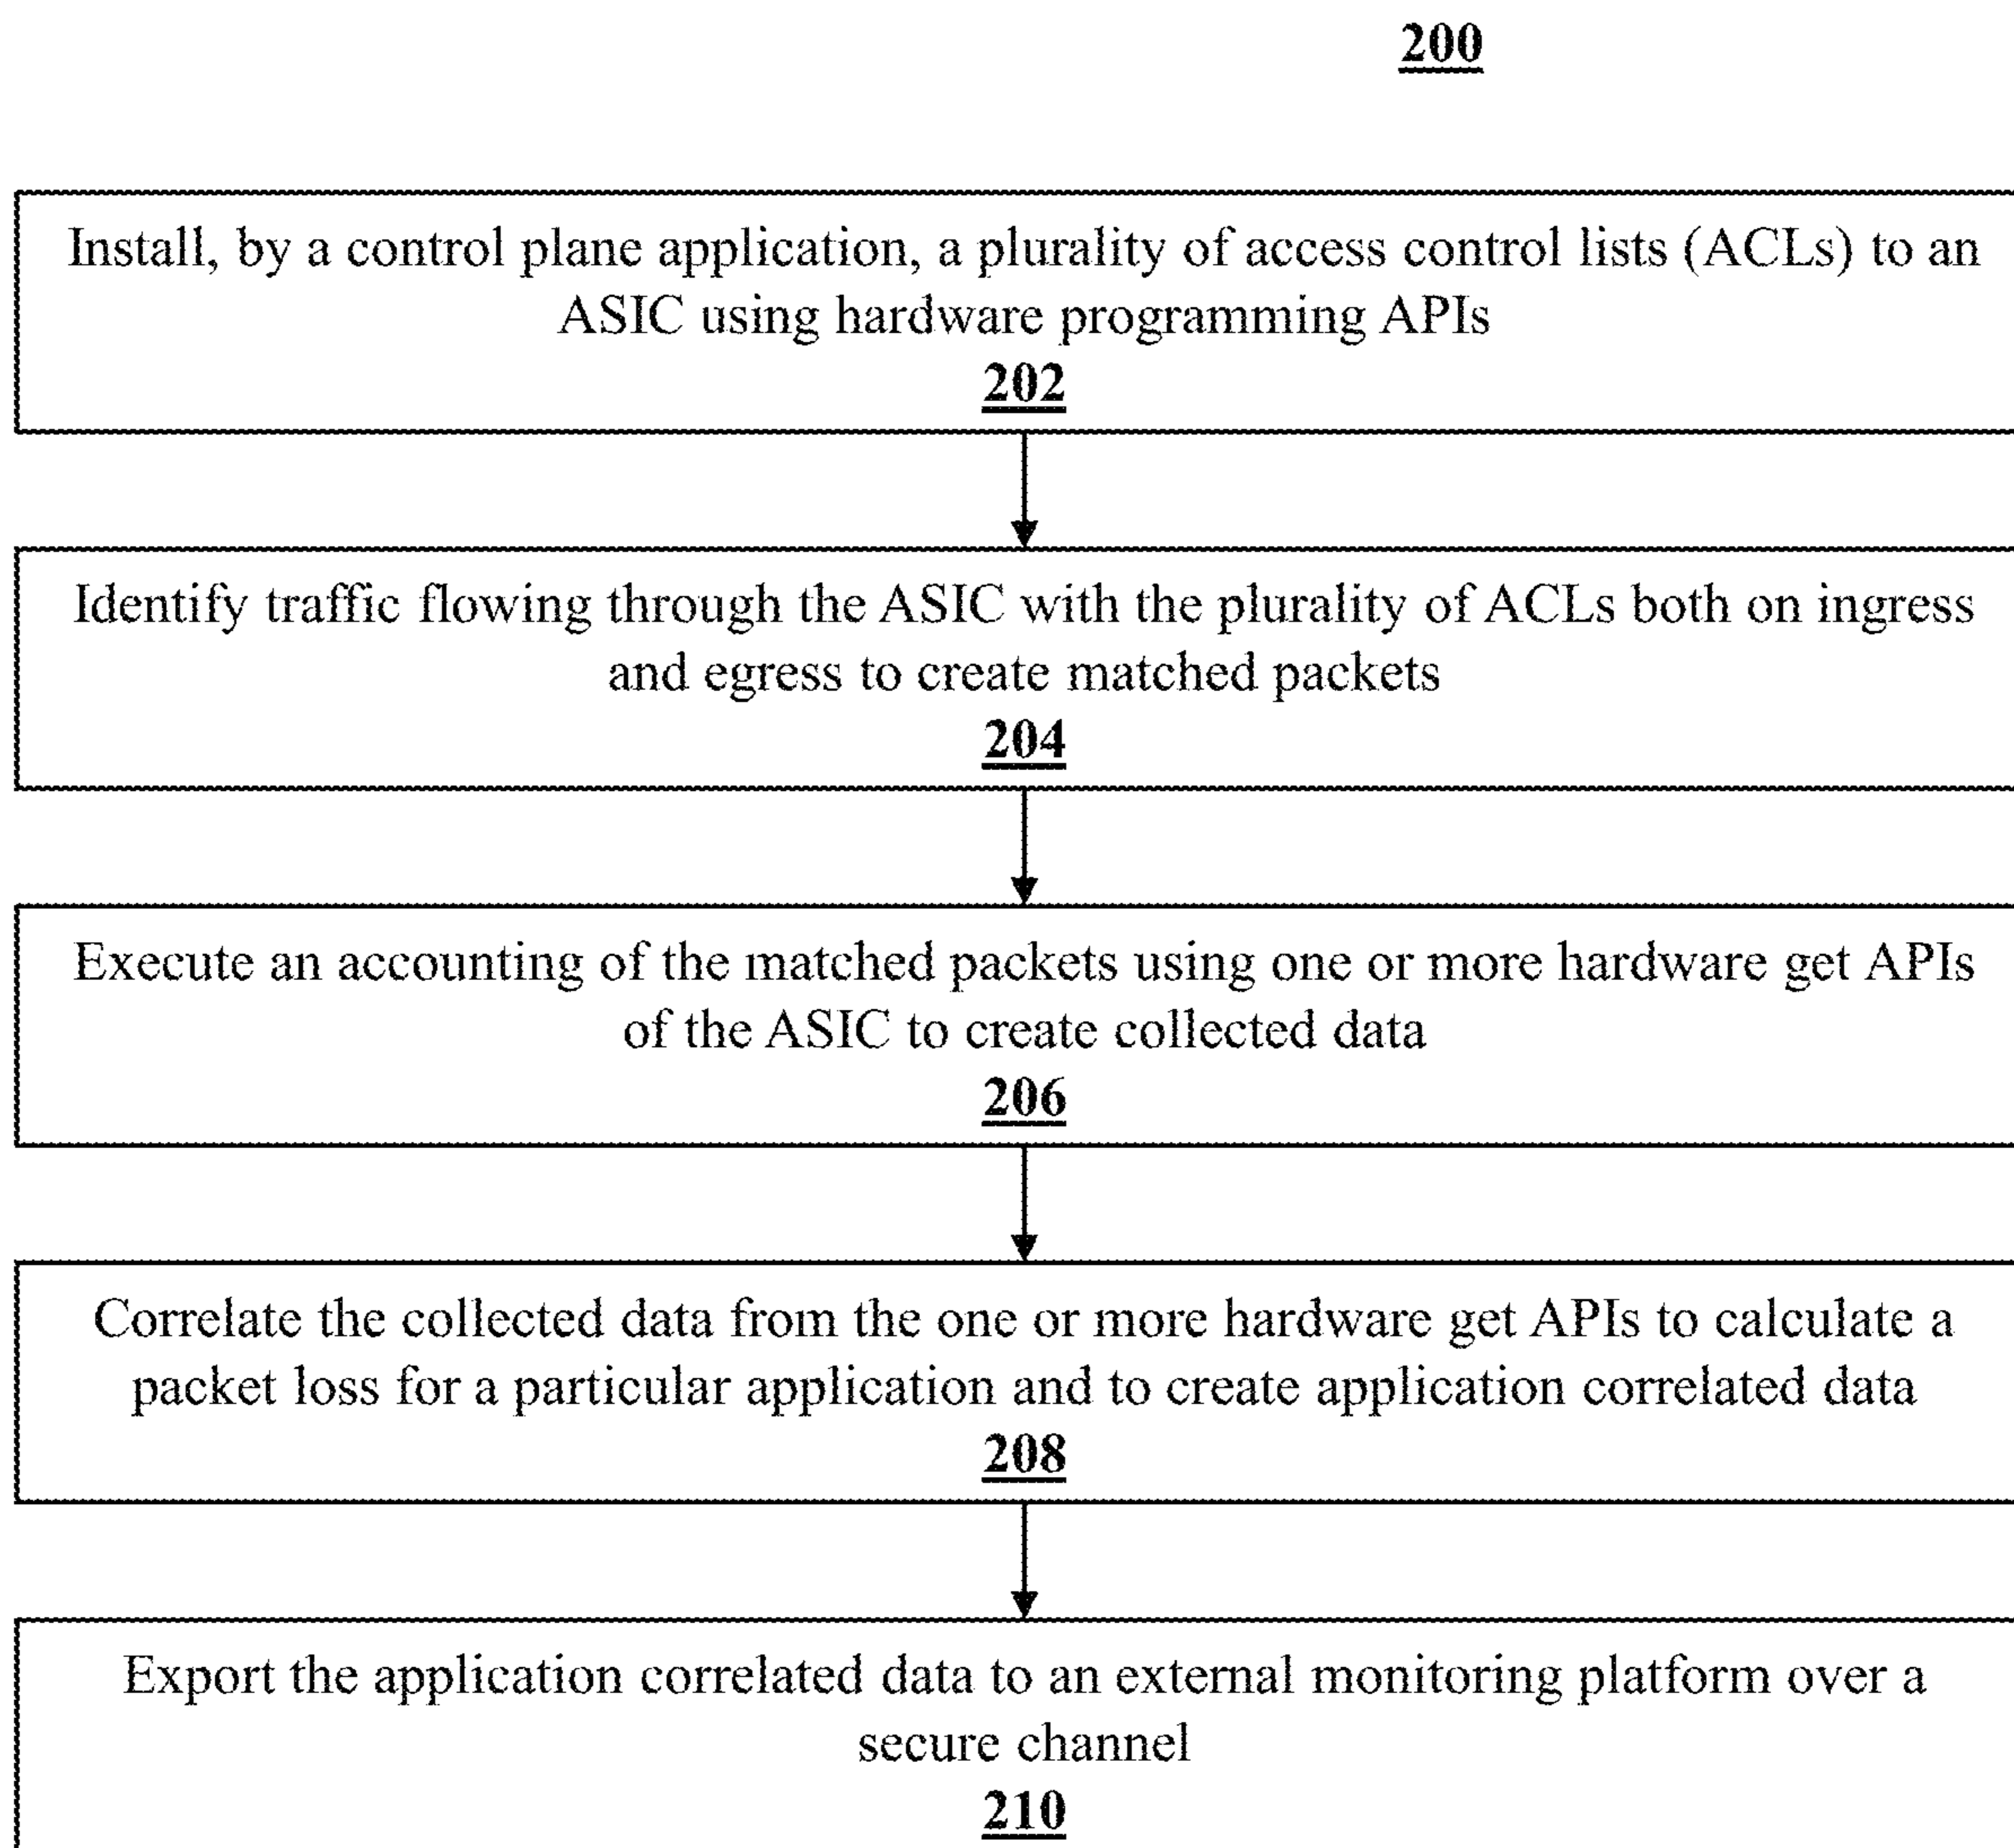 200
Install, by a control plane application, a plurality of access control lists (ACLs) to an
ASIC using hardware programming APIs
202
Identify traffic flowing through the ASIC with the plurality of ACLs both on ingress
and egress to create matched packets
204
Execute an accounting of the matched packets using one or more hardware get APIs
of the ASIC to create collected data
206
Correlate the collected data from the one or more hardware get APIs to calculate a
packet loss for a particular application and to create application correlated data
208
Export the application correlated data to an external monitoring platform over a
secure channel
210